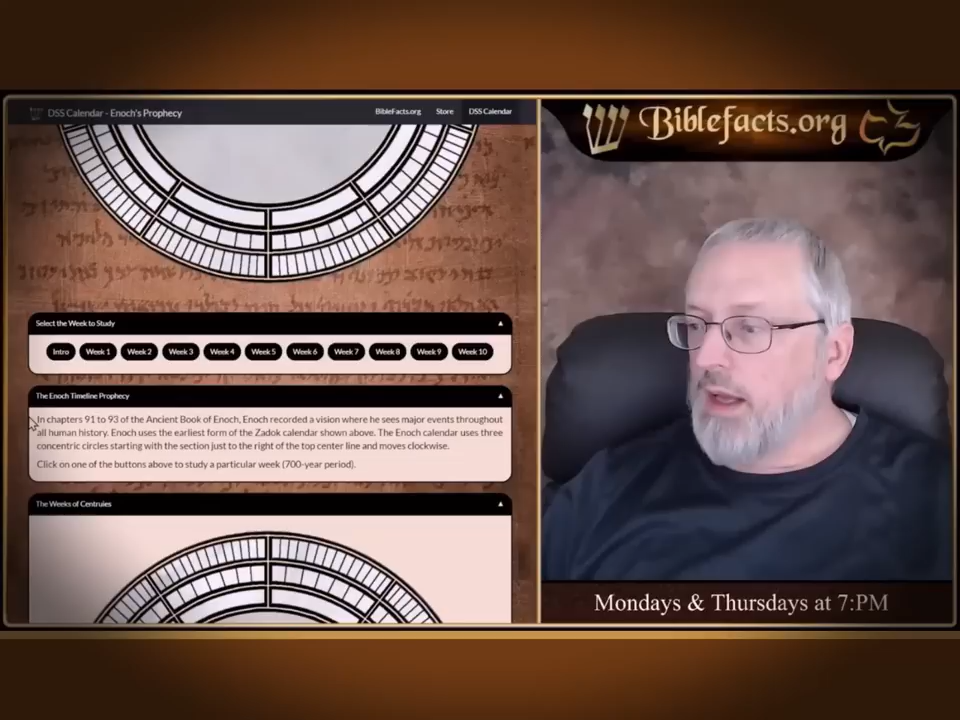 DSS Calendar - Enoch's Prophecy
BibleFacts.org
Store
DSS Calendar
Select the Week to Study
Intro
Week 1
Week 2
Week 3
Week 4
Week 5
Week 6
Week 7
Week 8
Week 9
Week 10
The Enoch Timeline Prophecy
In chapters 91 to 93 of the Ancient Book of Enoch, Enoch recorded a vision where he sees major events throughout
all human history. Enoch uses the earliest form of the Zadok calendar shown above. The Enoch calendar uses three
concentric circles starting with the section just to the right of the top center line and moves clockwise.
Click on one of the buttons above to study a particular week (700-year period).
The Weeks of Centruies
Biblefacts.org
Mondays & Thursdays at 7:PM